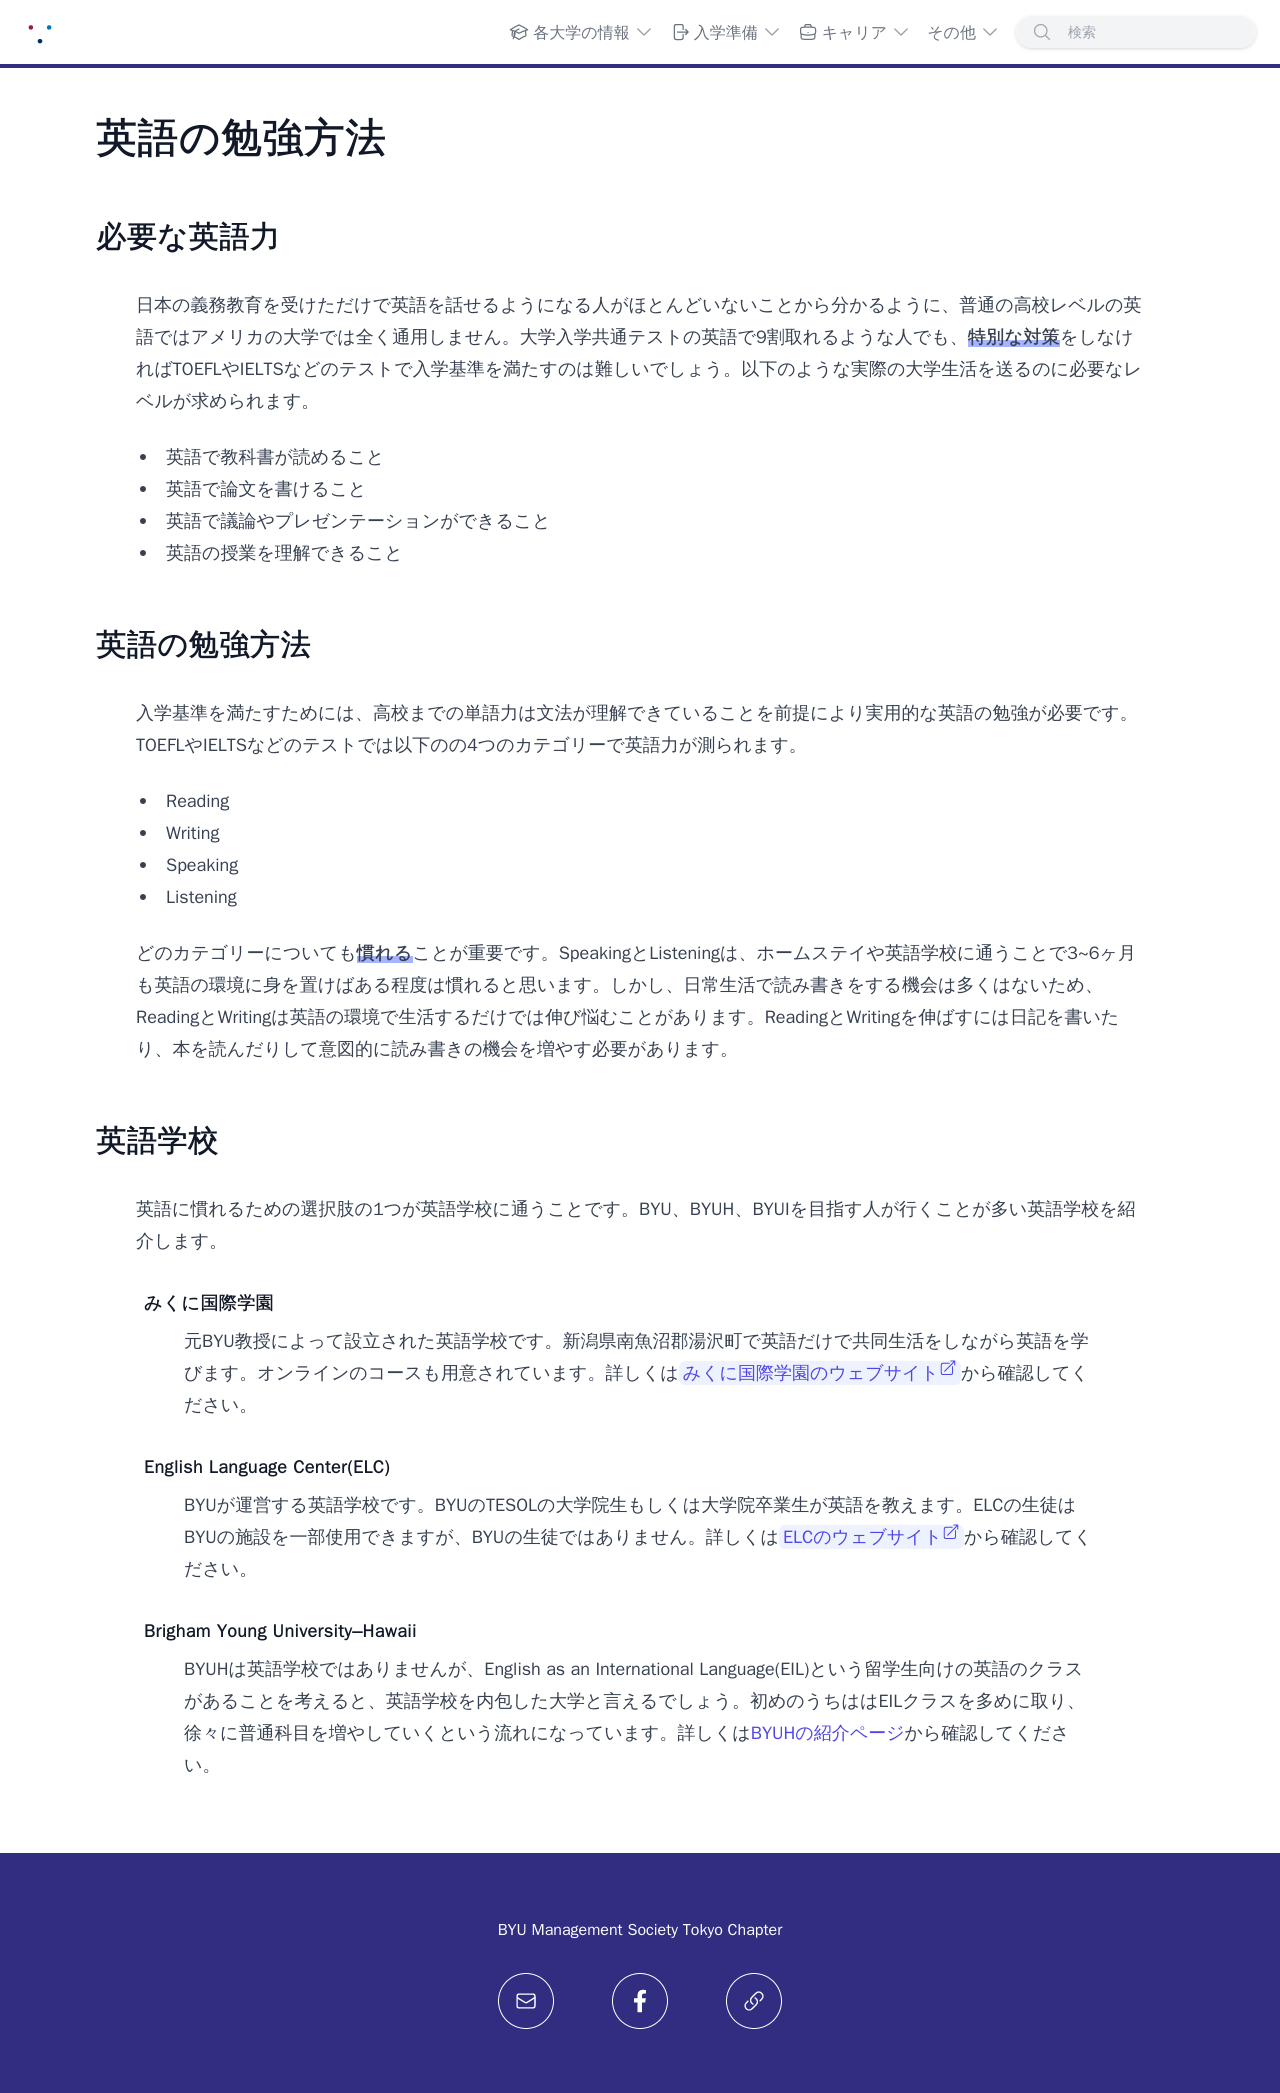 各大学の情報 入学準備 キャリア その他 検索
英語の勉強方法
必要な英語力
日本の義務教育を受けただけで英語を話せるようになる人がほとんどいないことから分かるように、普通の高校レベルの英
語ではアメリカの大学では全く通用しません。大学入学共通テストの英語で9割取れるような人でも、特別な対策をしなけ
ればTOEFLやIELTSなどのテストで入学基準を満たすのは難しいでしょう。以下のような実際の大学生活を送るのに必要なレ
ベルが求められます。
• 英語で教科書が読めること
• 英語で論文を書けること
• 英語で議論やプレゼンテーションができること
• 英語の授業を理解できること
英語の勉強方法
入学基準を満たすためには、高校までの単語力は文法が理解できていることを前提により実用的な英語の勉強が必要です。
TOEFLやIELTSなどのテストでは以下のの4つのカテゴリーで英語力が測られます。
• Reading
• Writing
• Speaking
• Listening
どのカテゴリーについても慣れることが重要です。SpeakingとListeningは、ホームステイや英語学校に通うことで3~6ヶ月
も英語の環境に身を置けばある程度は慣れると思います。しかし、日常生活で読み書きをする機会は多くはないため、
ReadingとWritingは英語の環境で生活するだけでは伸び悩むことがあります。ReadingとWritingを伸ばすには日記を書いた
り、本を読んだりして意図的に読み書きの機会を増やす必要があります。
英語学校
英語に慣れるための選択肢の1つが英語学校に通うことです。BYU、BYUH、BYUIを目指す人が行くことが多い英語学校を紹
介します。
みくに国際学園
元BYU教授によって設立された英語学校です。新潟県南魚沼郡湯沢町で英語だけで共同生活をしながら英語を学
びます。オンラインのコースも用意されています。詳しくはみくに国際学園のウェブサイトから確認してく
ださい。
English Language Center(ELC)
BYUが運営する英語学校です。BYUのTESOLの大学院生もしくは大学院卒業生が英語を教えます。ELCの生徒は
BYUの施設を一部使用できますが、BYUの生徒ではありません。詳しくはELCのウェブサイトから確認してく
ださい。
Brigham Young University–Hawaii
BYUHは英語学校ではありませんが、English as an International Language(EIL)という留学生向けの英語のクラス
があることを考えると、英語学校を内包した大学と言えるでしょう。初めのうちははEILクラスを多めに取り、
徐々に普通科目を増やしていくという流れになっています。詳しくはBYUHの紹介ページから確認してくださ
い。
BYU Management Society Tokyo Chapter